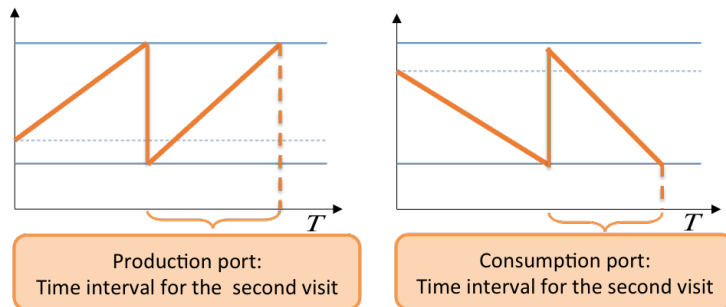 T
T
Production port:
Time interval for the  second visit
Consumption port:
Time interval for the second visit